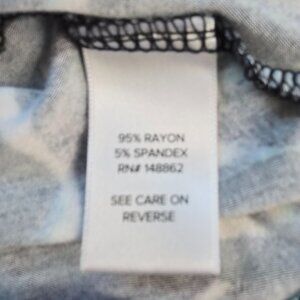 95% RAYON
5% SPANDEX
RN# 148862
SEE CARE ON
REVERSE